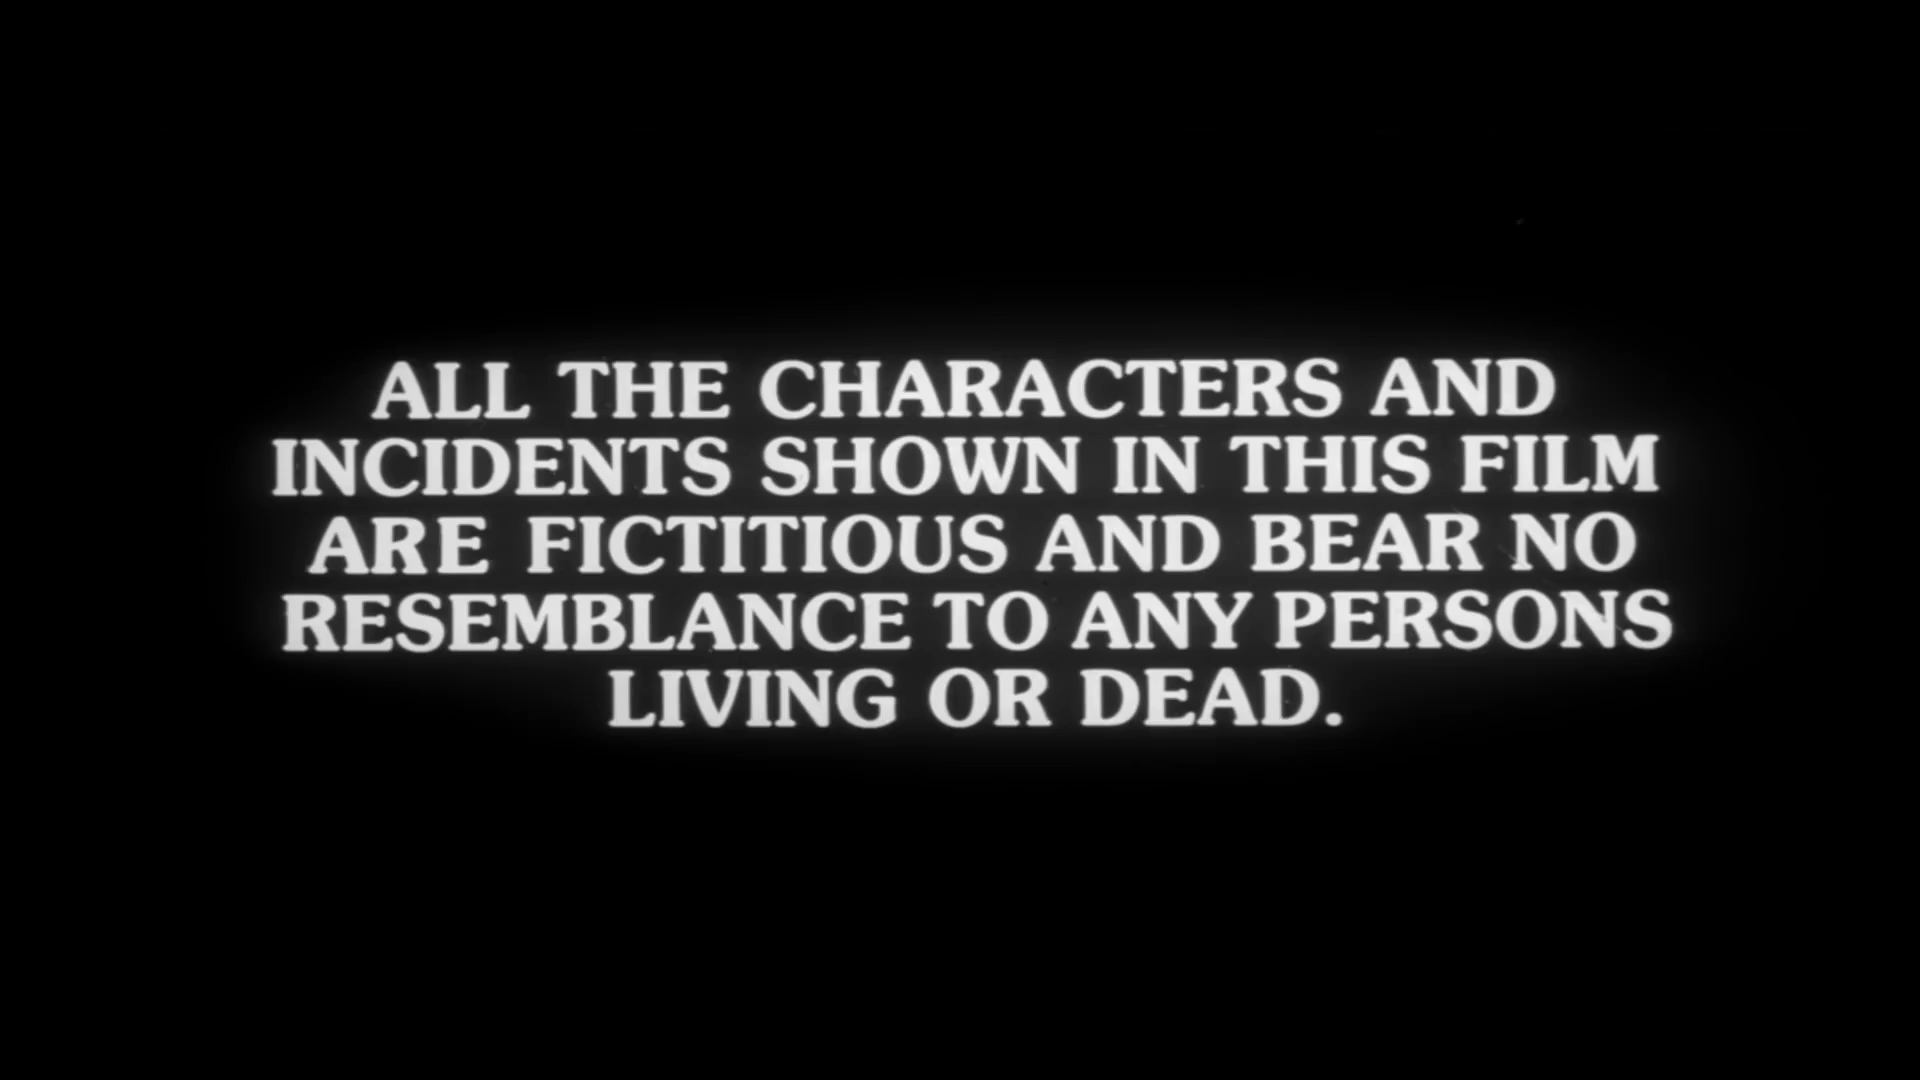 ALL THE CHARACTERS AND
INCIDENTS SHOWN IN THIS FILM
ARE FICTITIOUS AND BEAR NO
RESEMBLANCE TO ANY PERSONS
LIVING OR DEAD.